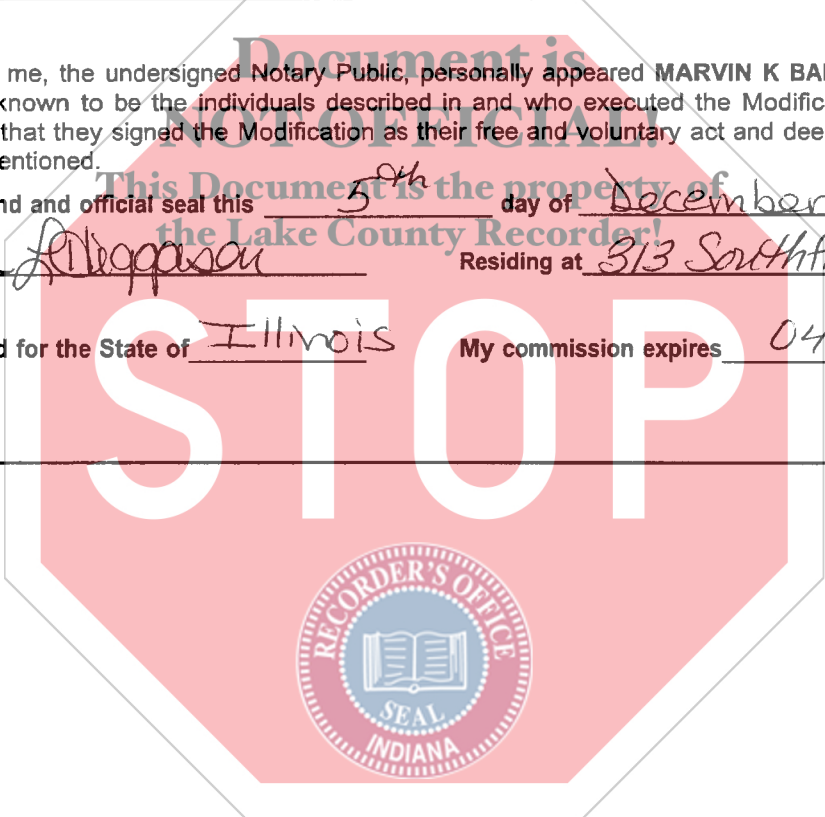 Document is
me, the undersigned Notary Public, personally appeared MARVIN K BA
known to be the individuals described in and who executed the Modific
NOT OFFICIAL!
that they signed the Modification as their free and voluntary act and dee
entioned.
This Document is the property of
nd and official seal this 5th day of December
the Lake County Recorder!
Residing at 313 Southf
d for the State of Illinois My commission expires 04
STOP
RECORDER'S OFFICE
SEAL
INDIANA